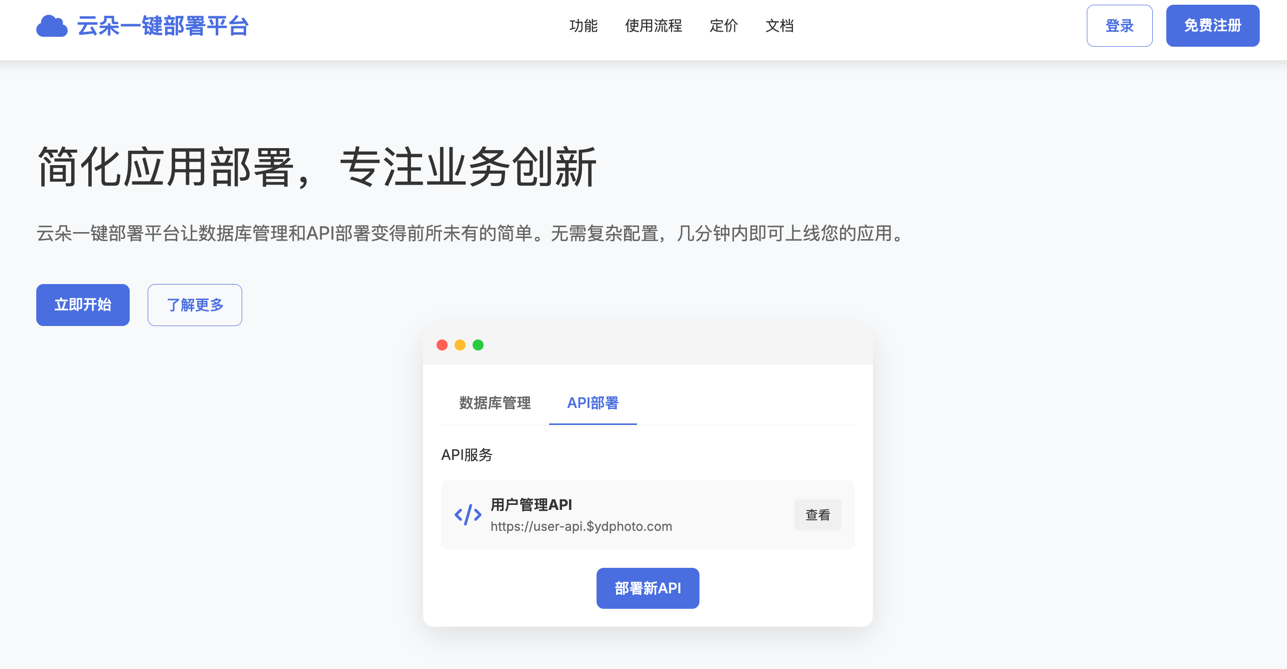 云朵一键部署平台
功能 使用流程 定价 文档
登录 免费注册
简化应用部署，专注业务创新
云朵一键部署平台让数据库管理和API部署变得前所未有的简单。无需复杂配置，几分钟内即可上线您的应用。
立即开始 了解更多
数据库管理 API部署
API服务
</> 用户管理API
https://user-api.$ydphoto.com
查看
部署新API